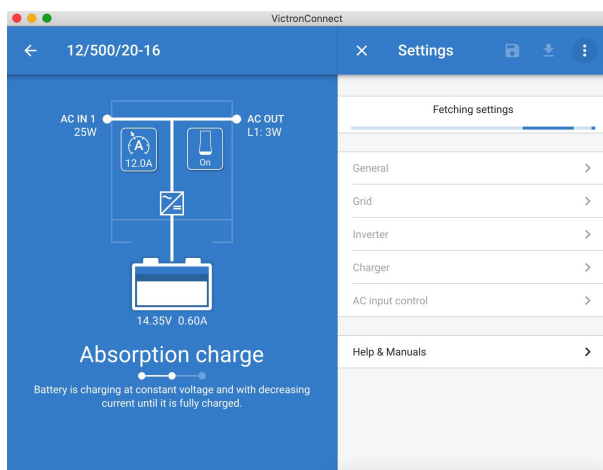 VictronConnect
12/500/20-16
AC IN 1
25W
AC OUT
L1: 3W
A
12.0A
On
14.35V 0.60A
Absorption charge
Battery is charging at constant voltage and with decreasing
current until it is fully charged.
Settings
Fetching settings
General
Grid
Inverter
Charger
AC input control
Help & Manuals